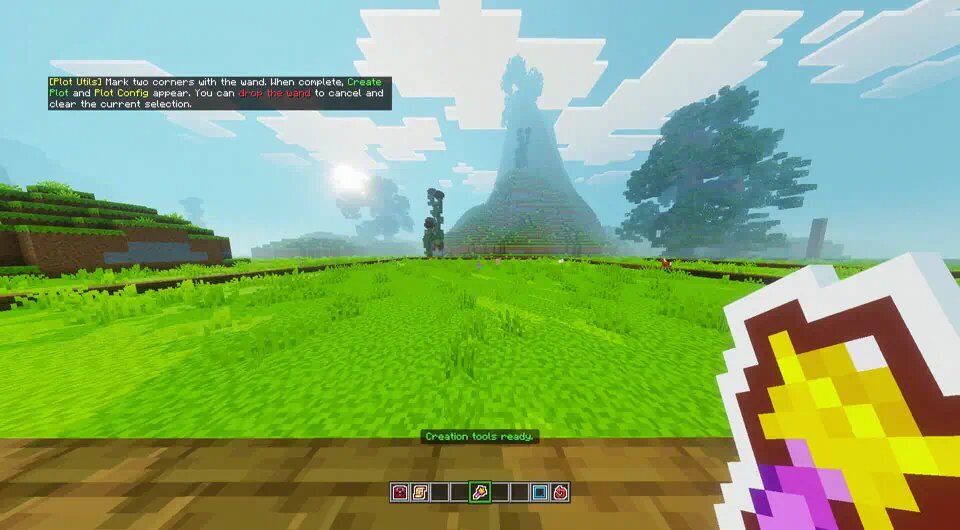 [Plot Utils] Mark two corners with the wand. When complete, Create
Plot and Plot Config appear. You can drop the wand to cancel and
clear the current selection.
Creation tools ready.